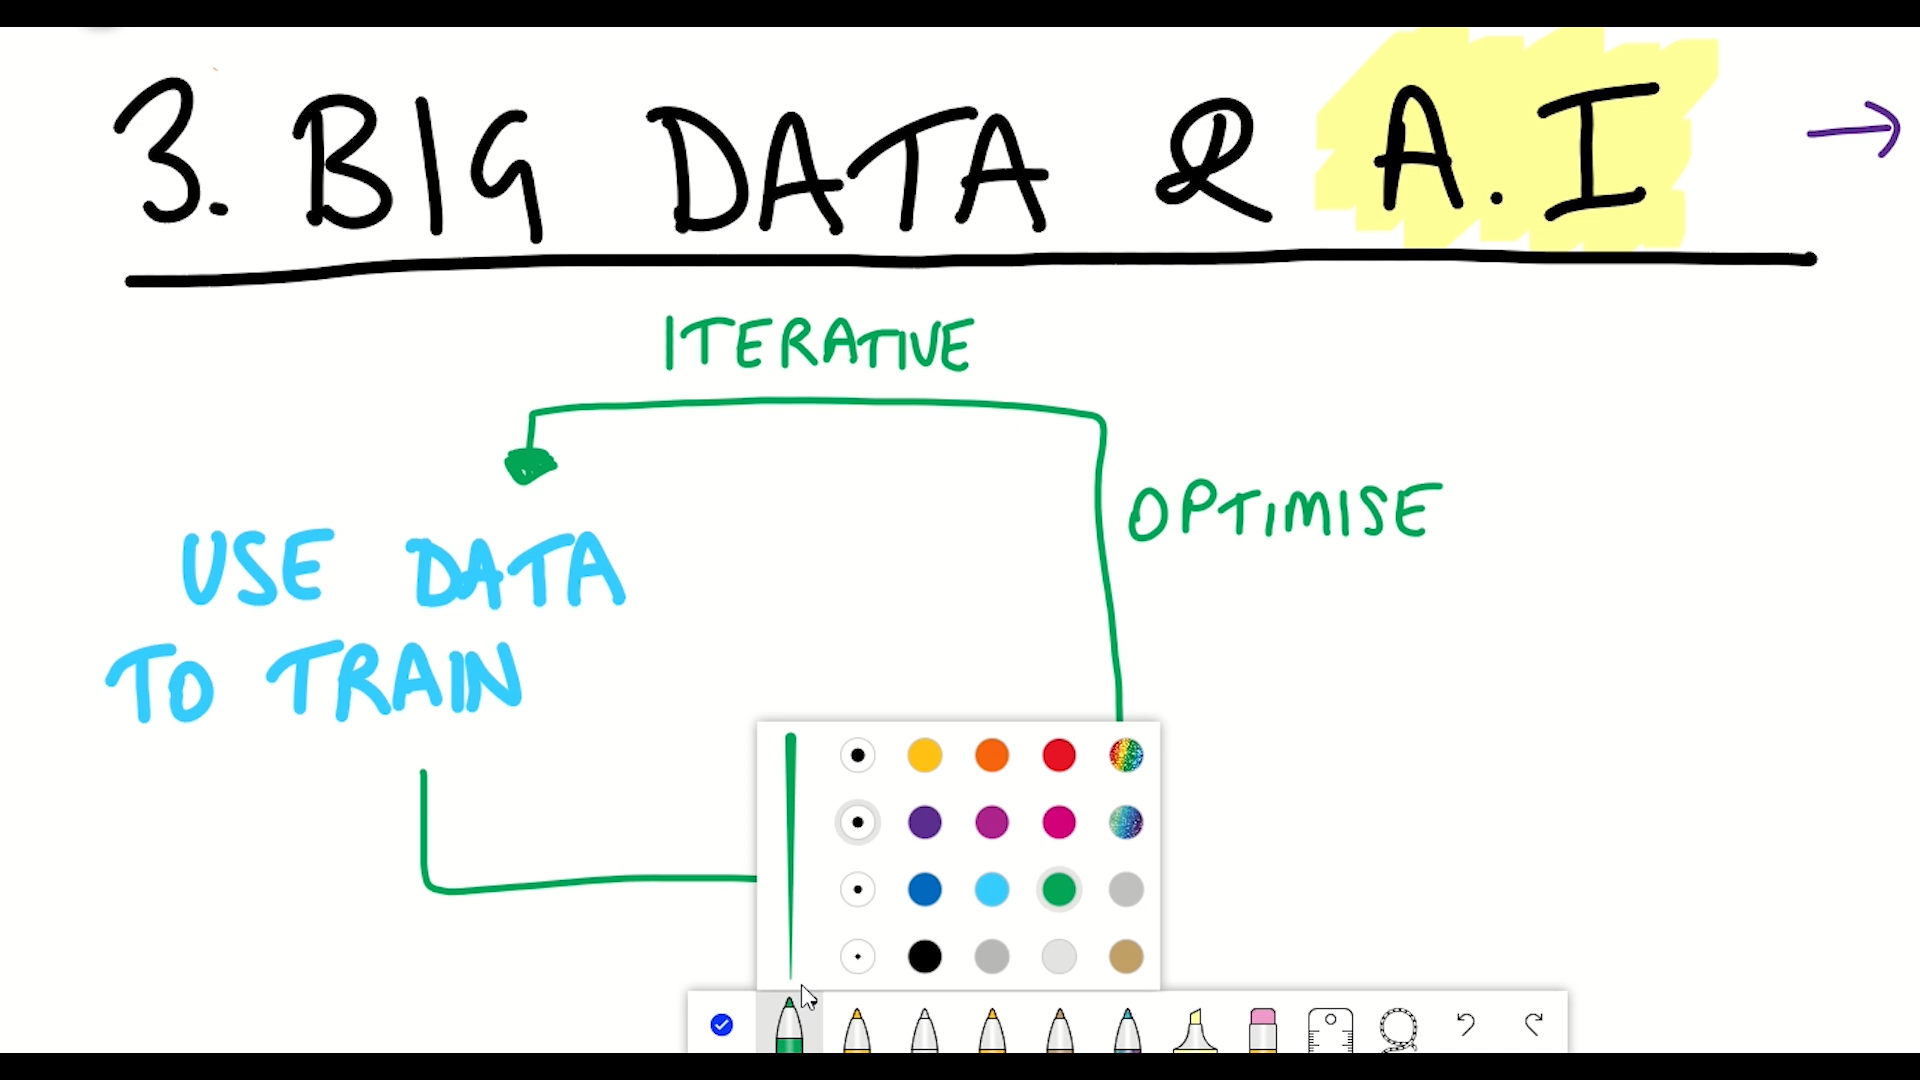 3. BIG DATA & A.I
ITERATIVE
OPTIMISE
USE DATA
TO TRAIN